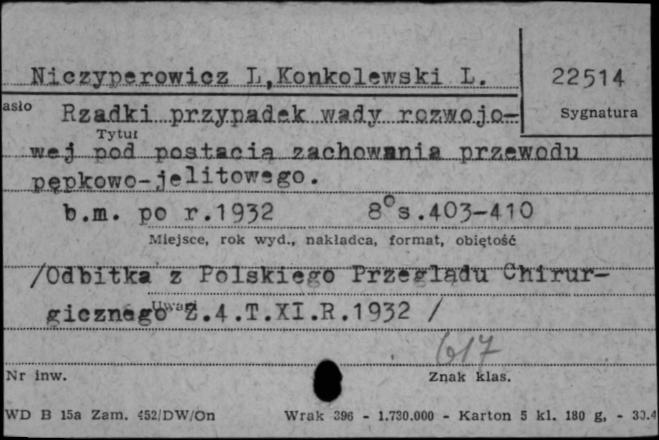 Niczyperowicz L,Konkolewski L.
22514
asło
Rzadki przypadek wady rozwojo-
Sygnatura
Tytuł
wej pod postacią zachowania przewodu
pępkowo-jelitowego.
b.m. po r.1932 8°s.403-410
Miejsce, rok wyd., nakładca, format, objętość
/Odbitka z Polskiego Przeglądu Chirur-
gicznego Z.4.T.XI.R.1932 /
Uwagi
617
Nr inw.
Znak klas.
WD B 15a Zam. 452/DW/On Wrak 396 - 1.730.000 - Karton 5 kl. 180 g, - 30.4